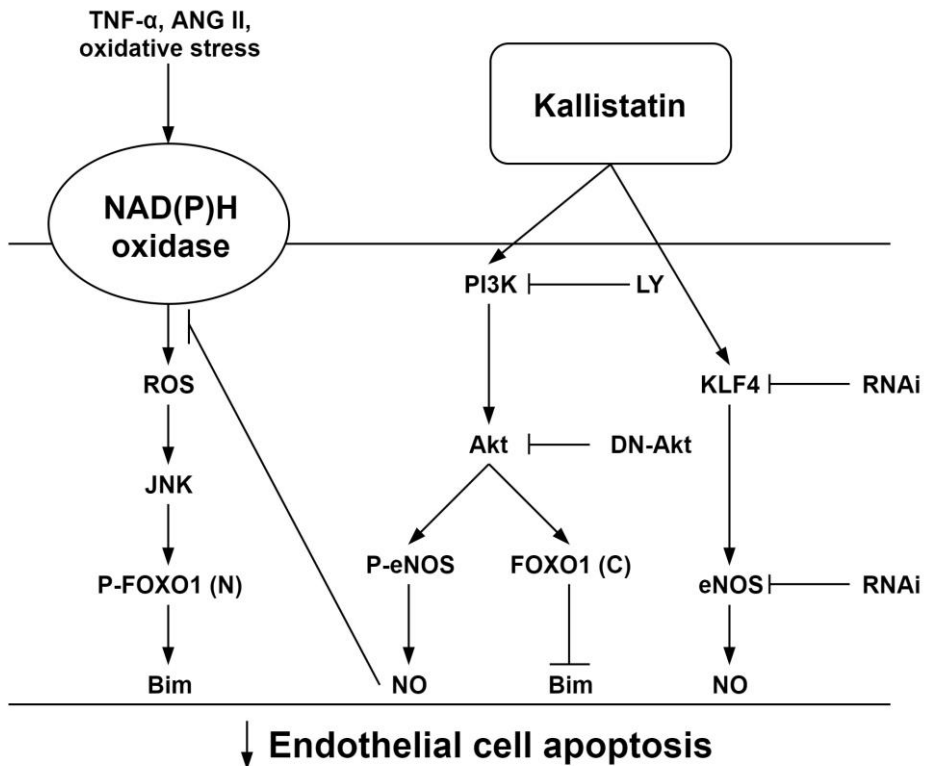 TNF-α, ANG II,
oxidative stress
Kallistatin
NAD(P)H
oxidase
PI3K
LY
ROS
KLF4
RNAi
Akt
DN-Akt
JNK
P-eNOS
FOXO1 (C)
P-FOXO1 (N)
eNOS
RNAi
Bim
NO
Bim
NO
Endothelial cell apoptosis